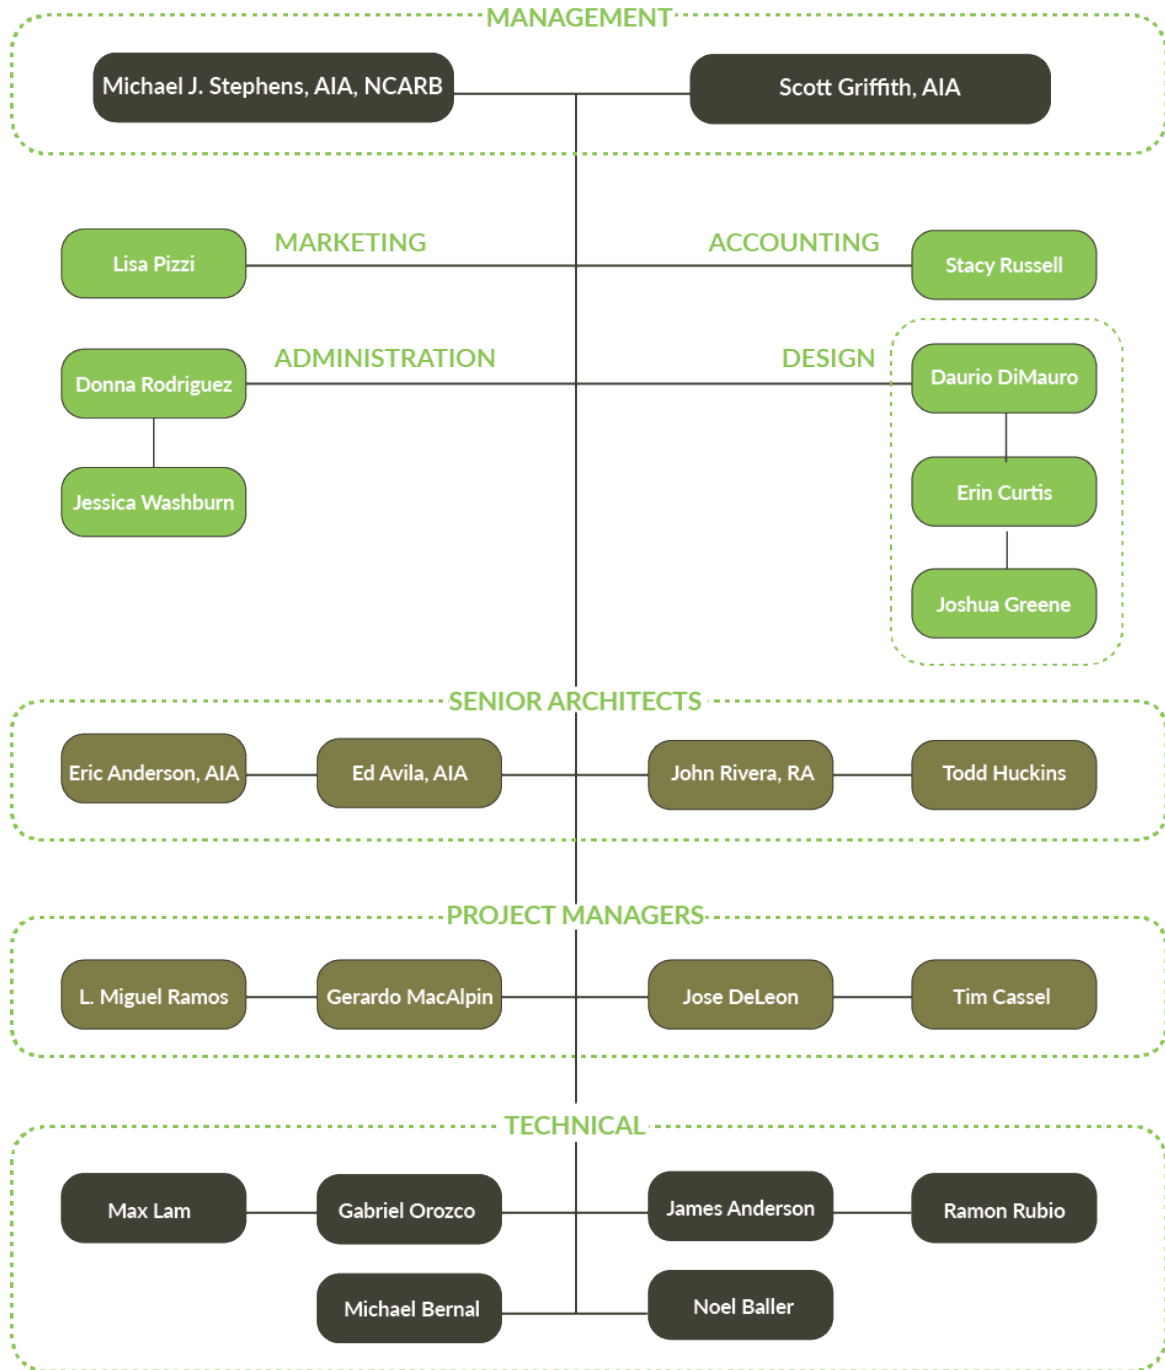 MANAGEMENT
Michael J. Stephens, AIA, NCARB
Scott Griffith, AIA
MARKETING
ACCOUNTING
Lisa Pizzi
Stacy Russell
ADMINISTRATION
DESIGN
Donna Rodriguez
Daurio DiMauro
Jessica Washburn
Erin Curtis
Joshua Greene
SENIOR ARCHITECTS
Eric Anderson, AIA
Ed Avila, AIA
John Rivera, RA
Todd Huckins
PROJECT MANAGERS
L. Miguel Ramos
Gerardo MacAlpin
Jose DeLeon
Tim Cassel
TECHNICAL
Max Lam
Gabriel Orozco
James Anderson
Ramon Rubio
Michael Bernal
Noel Baller